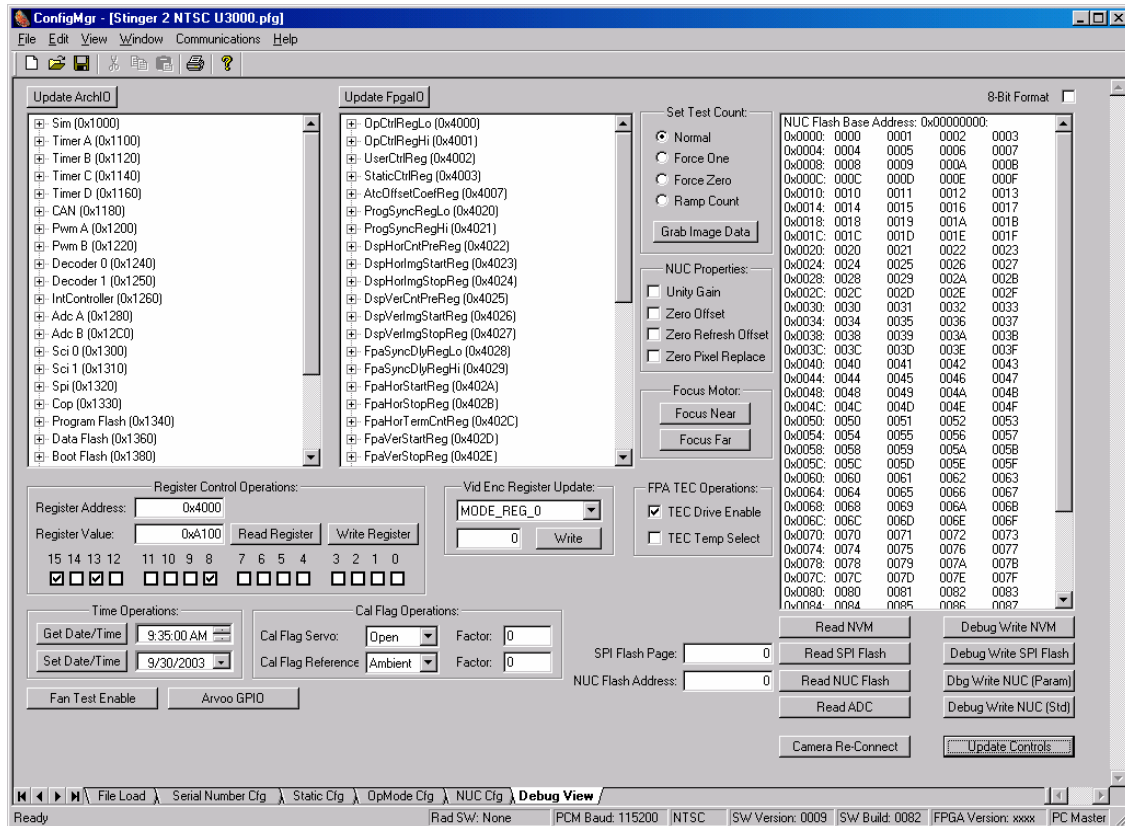 ConfigMgr - [Stinger 2 NTSC U3000.pfg]
File Edit View Window Communications Help
Update ArchIO
Sim (0x1000)
Timer A (0x1100)
Timer B (0x1120)
Timer C (0x1140)
Timer D (0x1160)
CAN (0x1180)
Pwm A (0x1200)
Pwm B (0x1220)
Decoder 0 (0x1240)
Decoder 1 (0x1250)
IntController (0x1260)
Adc A (0x1280)
Adc B (0x12C0)
Sci 0 (0x1300)
Sci 1 (0x1310)
Spi (0x1320)
Cop (0x1330)
Program Flash (0x1340)
Data Flash (0x1360)
Boot Flash (0x1380)
Update FpgaIO
OpCtrlRegLo (0x4000)
OpCtrlRegHi (0x4001)
UserCtrlReg (0x4002)
StaticCtrlReg (0x4003)
AtcOffsetCoefReg (0x4007)
ProgSyncRegLo (0x4020)
ProgSyncRegHi (0x4021)
DspHorCntPreReg (0x4022)
DspHorImgStartReg (0x4023)
DspHorImgStopReg (0x4024)
DspVerCntPreReg (0x4025)
DspVerImgStartReg (0x4026)
DspVerImgStopReg (0x4027)
FpaSyncDlyRegLo (0x4028)
FpaSyncDlyRegHi (0x4029)
FpaHorStartReg (0x402A)
FpaHorStopReg (0x402B)
FpaHorTermCntReg (0x402C)
FpaVerStartReg (0x402D)
FpaVerStopReg (0x402E)
Set Test Count:
Normal
Force One
Force Zero
Ramp Count
Grab Image Data
NUC Properties:
Unity Gain
Zero Offset
Zero Refresh Offset
Zero Pixel Replace
Focus Motor:
Focus Near
Focus Far
8-Bit Format
NUC Flash Base Address: 0x00000000:
0x0000: 0000 0001 0002 0003
0x0004: 0004 0005 0006 0007
0x0008: 0008 0009 000A 000B
0x000C: 000C 000D 000E 000F
0x0010: 0010 0011 0012 0013
0x0014: 0014 0015 0016 0017
0x0018: 0018 0019 001A 001B
0x001C: 001C 001D 001E 001F
0x0020: 0020 0021 0022 0023
0x0024: 0024 0025 0026 0027
0x0028: 0028 0029 002A 002B
0x002C: 002C 002D 002E 002F
0x0030: 0030 0031 0032 0033
0x0034: 0034 0035 0036 0037
0x0038: 0038 0039 003A 003B
0x003C: 003C 003D 003E 003F
0x0040: 0040 0041 0042 0043
0x0044: 0044 0045 0046 0047
0x0048: 0048 0049 004A 004B
0x004C: 004C 004D 004E 004F
0x0050: 0050 0051 0052 0053
0x0054: 0054 0055 0056 0057
0x0058: 0058 0059 005A 005B
0x005C: 005C 005D 005E 005F
0x0060: 0060 0061 0062 0063
0x0064: 0064 0065 0066 0067
0x0068: 0068 0069 006A 006B
0x006C: 006C 006D 006E 006F
0x0070: 0070 0071 0072 0073
0x0074: 0074 0075 0076 0077
0x0078: 0078 0079 007A 007B
0x007C: 007C 007D 007E 007F
0x0080: 0080 0081 0082 0083
0x0084: 0084 0085 0086 0087
Register Control Operations:
Register Address: 0x4000
Register Value: 0xA100 Read Register Write Register
15 14 13 12 11 10 9 8 7 6 5 4 3 2 1 0
Vid Enc Register Update:
MODE_REG_0
0 Write
FPA TEC Operations:
TEC Drive Enable
TEC Temp Select
Time Operations:
Get Date/Time 9:35:00 AM
Set Date/Time 9/30/2003
Cal Flag Operations:
Cal Flag Servo: Open Factor: 0
Cal Flag Reference Ambient Factor: 0
Fan Test Enable Arvoo GPIO
SPI Flash Page: 0
NUC Flash Address: 0
Read NVM Debug Write NVM
Read SPI Flash Debug Write SPI Flash
Read NUC Flash Dbg Write NUC (Param)
Read ADC Debug Write NUC (Std)
Camera Re-Connect Update Controls
File Load Serial Number Cfg Static Cfg OpMode Cfg NUC Cfg Debug View
Ready Rad SW: None PCM Baud: 115200 NTSC SW Version: 0009 SW Build: 0082 FPGA Version: xxxx PC Master